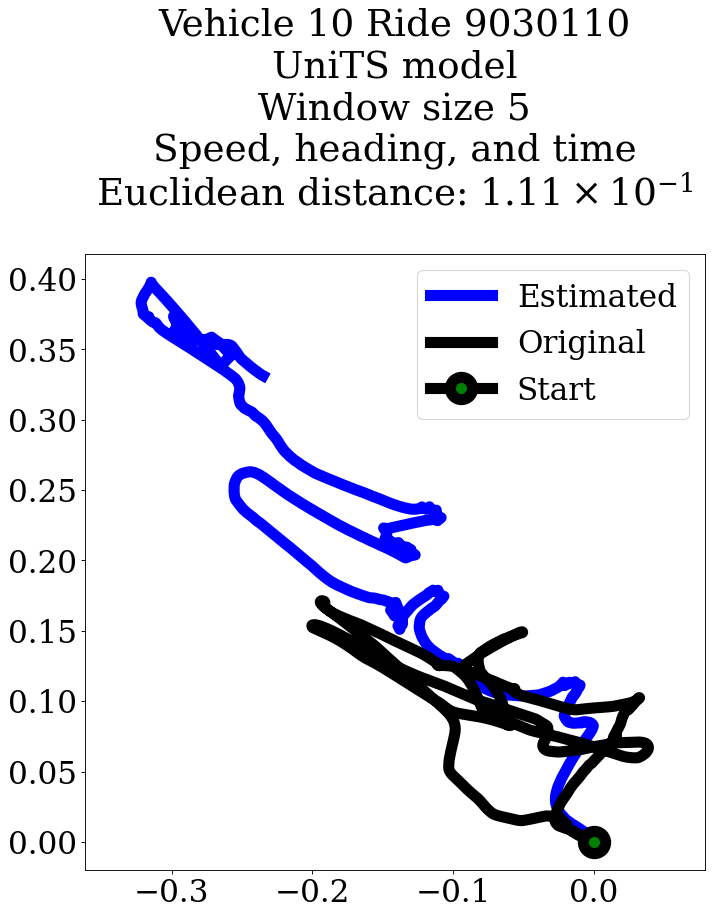 Vehicle 10 Ride 9030110
UniTS model
Window size 5
Speed, heading, and time
Euclidean distance: 1.11 × 10⁻¹
Estimated
Original
Start
0.40
0.35
0.30
0.25
0.20
0.15
0.10
0.05
0.00
−0.3 −0.2 −0.1 0.0